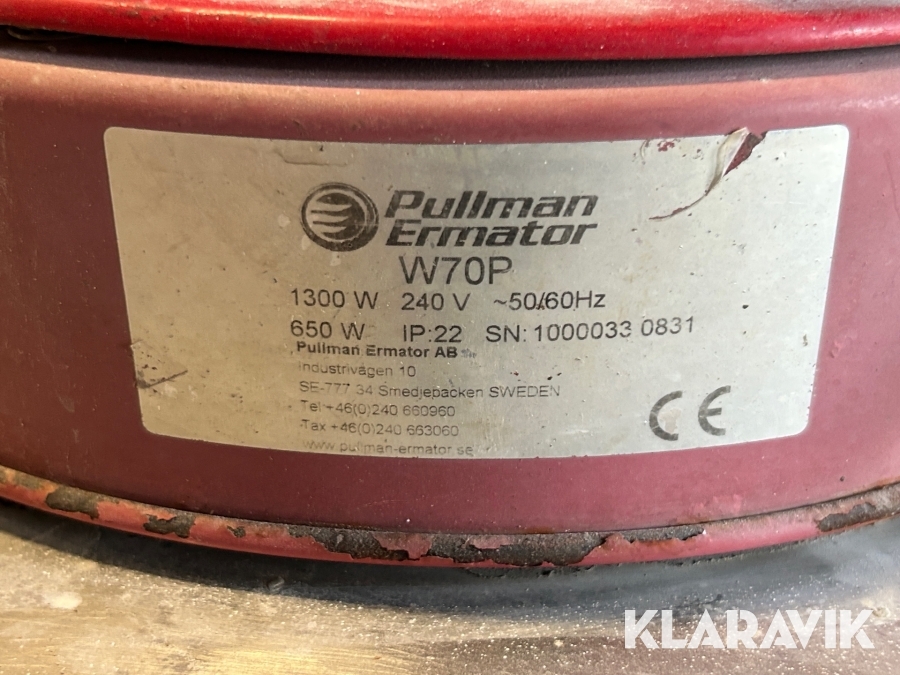 Pullman
Ermator
W70P
1300 W 240 V ~50/60Hz
650 W IP:22 SN: 1000033 0831
Pullman Ermator AB
Industrivägen 10
SE-777 34 Smedjebacken SWEDEN
Tel +46(0)240 660960
Fax +46(0)240 663060
www.pullman-ermator.se
CE
KLARAVIK